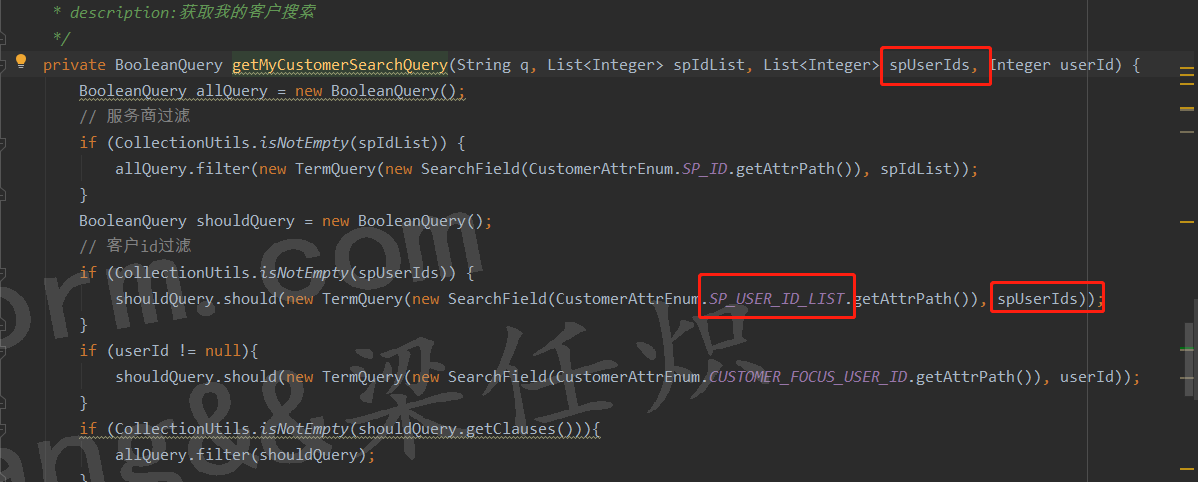 * description:获取我的客户搜索
*/
private BooleanQuery getMyCustomerSearchQuery(String q, List<Integer> spIdList, List<Integer> spUserIds, Integer userId) {
BooleanQuery allQuery = new BooleanQuery();
// 服务商过滤
if (CollectionUtils.isNotEmpty(spIdList)) {
allQuery.filter(new TermQuery(new SearchField(CustomerAttrEnum.SP_ID.getAttrPath()), spIdList));
}
BooleanQuery shouldQuery = new BooleanQuery();
// 客户id过滤
if (CollectionUtils.isNotEmpty(spUserIds)) {
shouldQuery.should(new TermQuery(new SearchField(CustomerAttrEnum.SP_USER_ID_LIST.getAttrPath()), spUserIds));
}
if (userId != null){
shouldQuery.should(new TermQuery(new SearchField(CustomerAttrEnum.CUSTOMER_FOCUS_USER_ID.getAttrPath()), userId));
}
if (CollectionUtils.isNotEmpty(shouldQuery.getClauses())){
allQuery.filter(shouldQuery);
}
orm. com
ang&&梁任炽